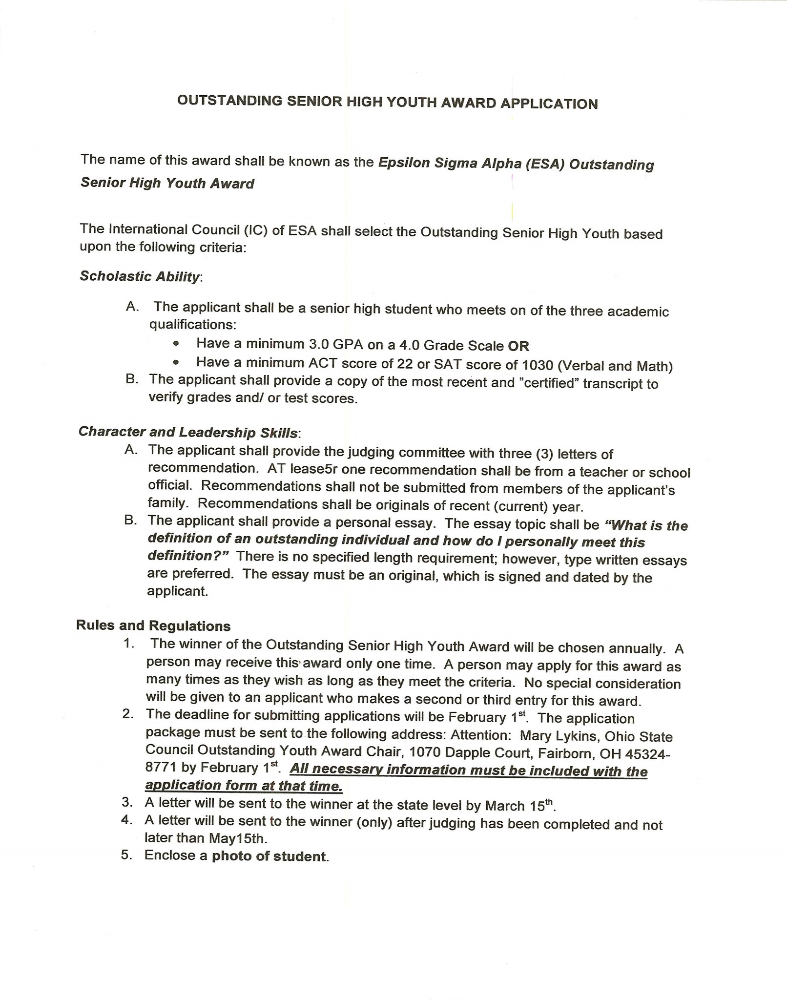 OUTSTANDING SENIOR HIGH YOUTH AWARD APPLICATION
The name of this award shall be known as the Epsilon Sigma Alpha (ESA) Outstanding
Senior High Youth Award
The International Council (IC) of ESA shall select the Outstanding Senior High Youth based
upon the following criteria:
Scholastic Ability:
A. The applicant shall be a senior high student who meets on of the three academic
qualifications:
• Have a minimum 3.0 GPA on a 4.0 Grade Scale OR
• Have a minimum ACT score of 22 or SAT score of 1030 (Verbal and Math)
B. The applicant shall provide a copy of the most recent and ”certified” transcript to
verify grades and/ or test scores.
Character and Leadership Skills:
A. The applicant shall provide the judging committee with three (3) letters of
recommendation. AT lease5r one recommendation shall be from a teacher or school
official. Recommendations shall not be submitted from members of the applicant’s
family. Recommendations shall be originals of recent (current) year.
B. The applicant shall provide a personal essay. The essay topic shall be “What is the
definition of an outstanding individual and how do I personally meet this
definition?” There is no specified length requirement; however, type written essays
are preferred. The essay must be an original, which is signed and dated by the
applicant.
Rules and Regulations
1. The winner of the Outstanding Senior High Youth Award will be chosen annually. A
person may receive this award only one time. A person may apply for this award as
many times as they wish as long as they meet the criteria. No special consideration
will be given to an applicant who makes a second or third entry for this award.
2. The deadline for submitting applications will be February 1st. The application
package must be sent to the following address: Attention: Mary Lykins, Ohio State
Council Outstanding Youth Award Chair, 1070 Dapple Court, Fairborn, OH 45324-
8771 by February 1st. All necessary information must be included with the
application form at that time.
3. A letter will be sent to the winner at the state level by March 15th.
4. A letter will be sent to the winner (only) after judging has been completed and not
later than May15th.
5. Enclose a photo of student.